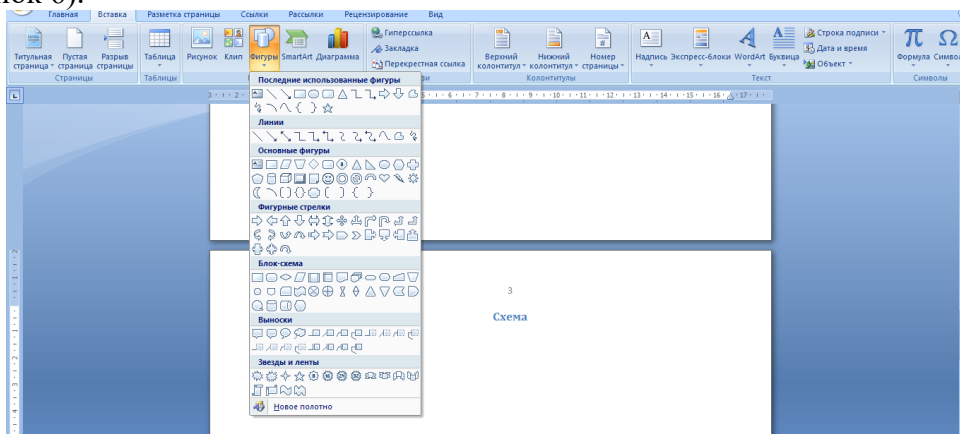 Главная Вставка Разметка страницы Ссылки Рассылки Рецензирование Вид
Титульная страница Пустая страница Разрыв страницы
Таблица
Рисунок Клип Фигуры SmartArt Диаграмма
Гиперссылка
Закладка
Перекрестная ссылка
Верхний колонтитул Нижний колонтитул Номер страницы
Надпись Экспресс-блоки WordArt Буквица
Строка подписи
Дата и время
Объект
Формула
Страницы Таблицы Колонтитулы Текст Символы
Последние использованные фигуры
Линии
Основные фигуры
Фигурные стрелки
Блок-схема
Выноски
Звезды и ленты
Новое полотно
3
Схема